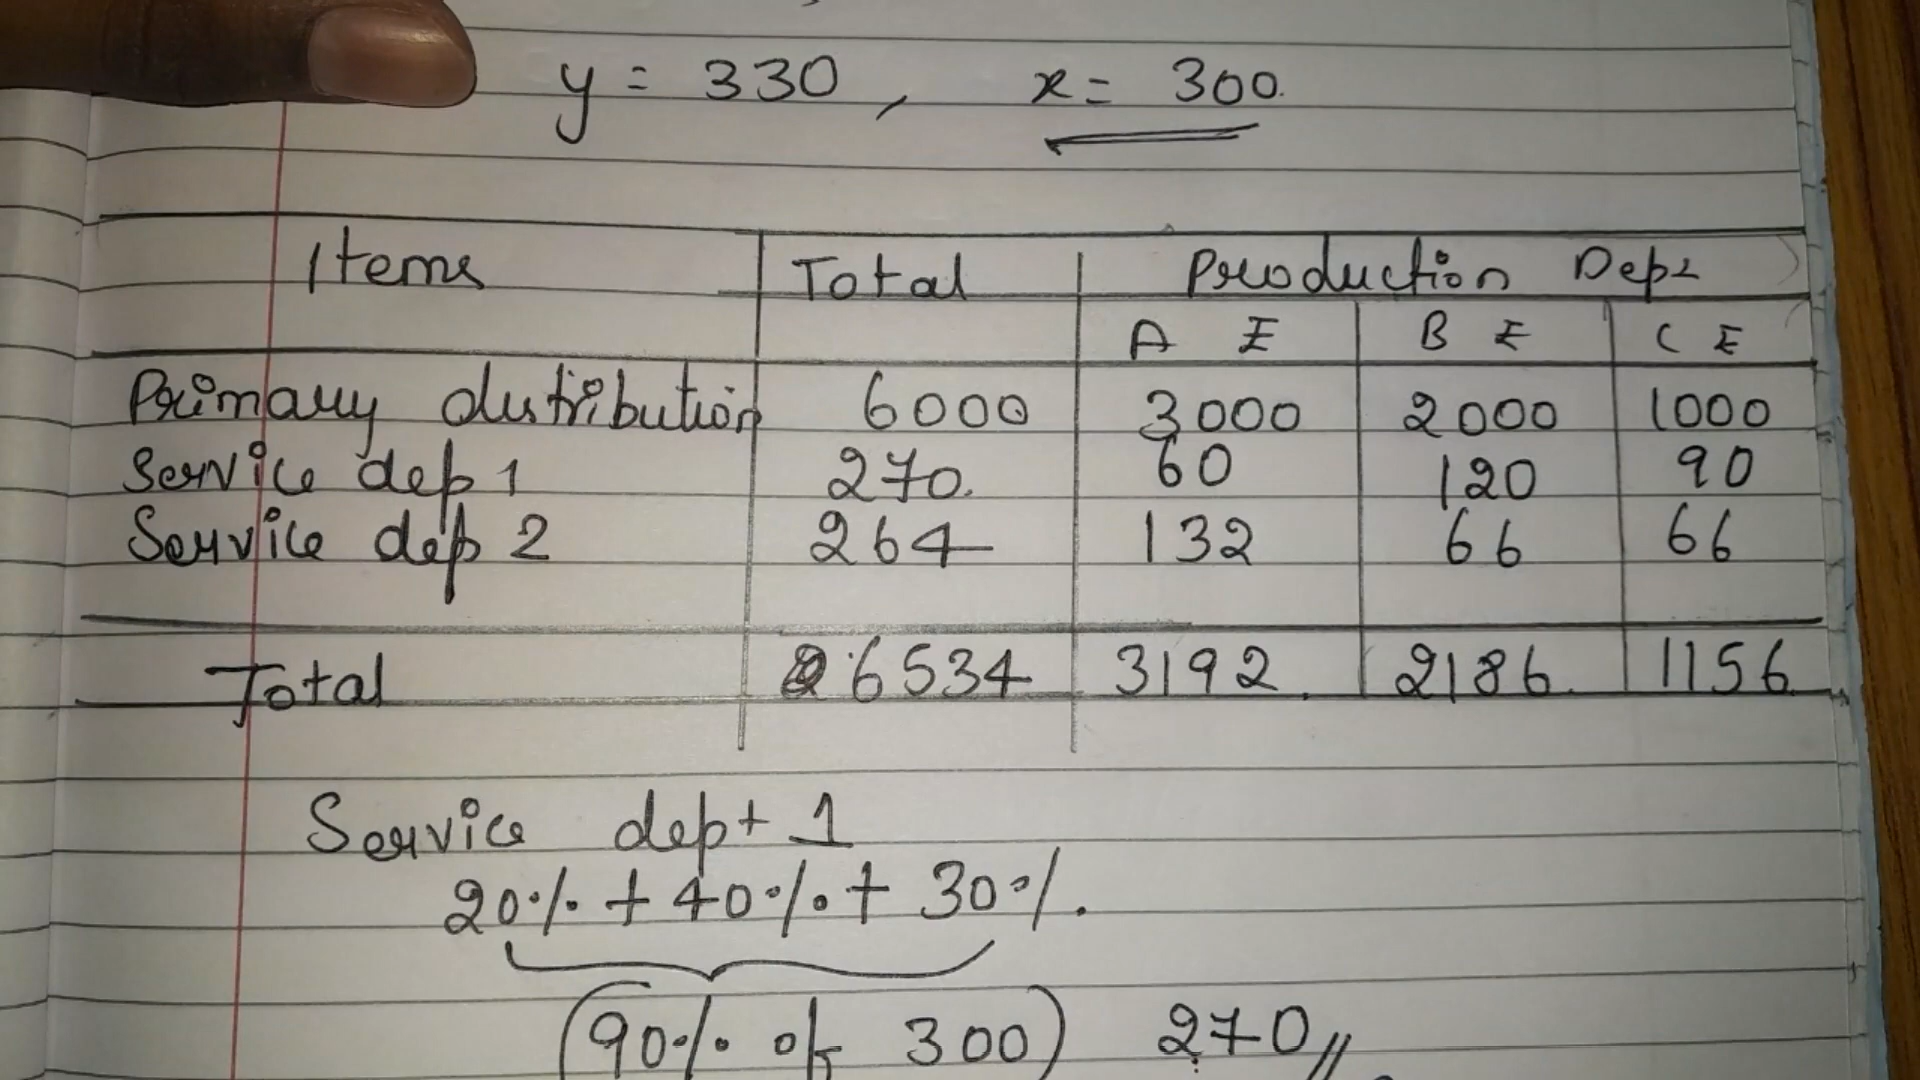 y = 330, x = 300.
Items Total Production Dept
A £ B £ C £
Primary distribution 6000 3000 2000 1000
Service dep 1 270. 60 120 90
Service dep 2 264 132 66 66
Total 6534 3192. 2186. 1156
Service dept 1
20% + 40% + 30%.
(90% of 300) 270//